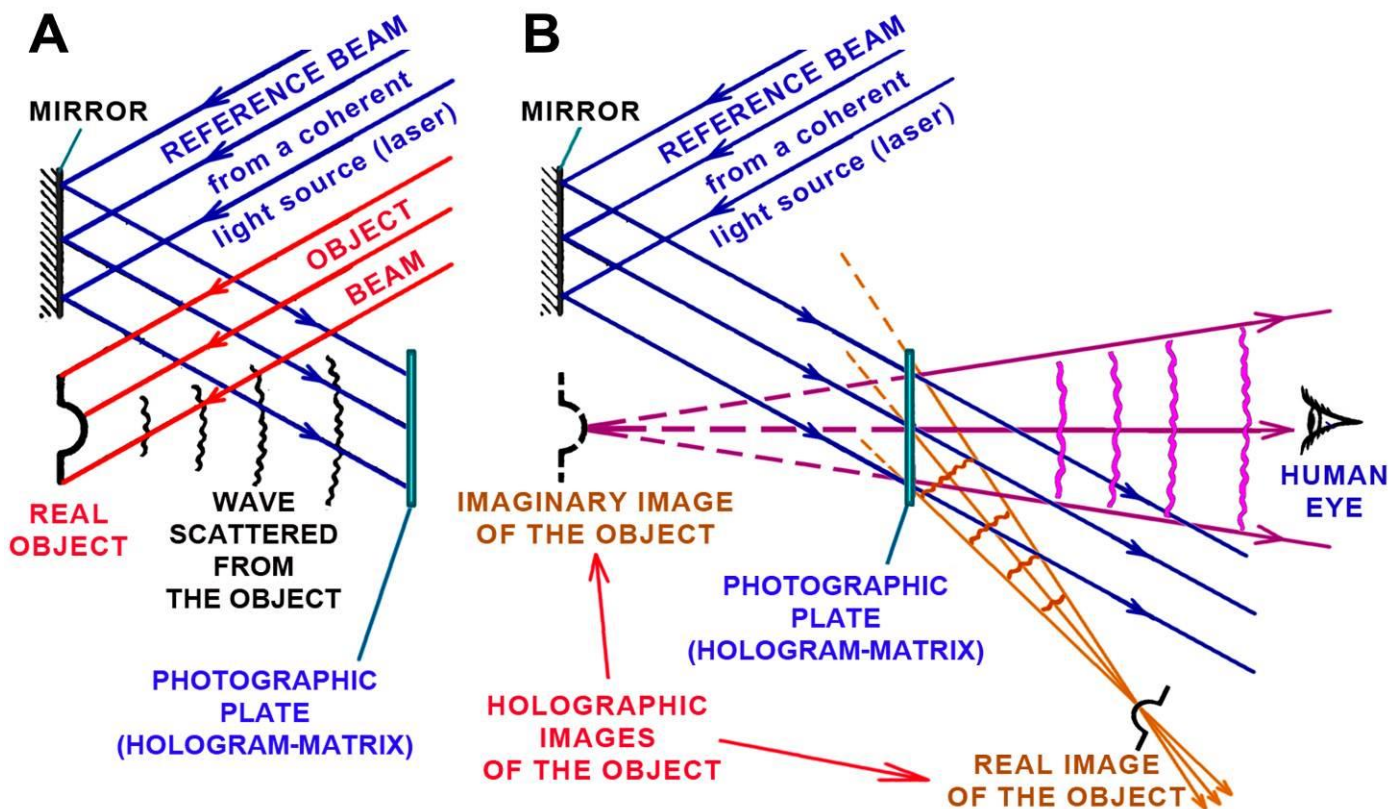 A
MIRROR
REFERENCE BEAM
from a coherent
light source (laser)
OBJECT
BEAM
REAL
OBJECT
WAVE
SCATTERED
FROM
THE OBJECT
PHOTOGRAPHIC
PLATE
(HOLOGRAM-MATRIX)
B
MIRROR
REFERENCE BEAM
from a coherent
light source (laser)
HUMAN
EYE
IMAGINARY IMAGE
OF THE OBJECT
PHOTOGRAPHIC
PLATE
(HOLOGRAM-MATRIX)
HOLOGRAPHIC
IMAGES
OF THE OBJECT
REAL IMAGE
OF THE OBJECT